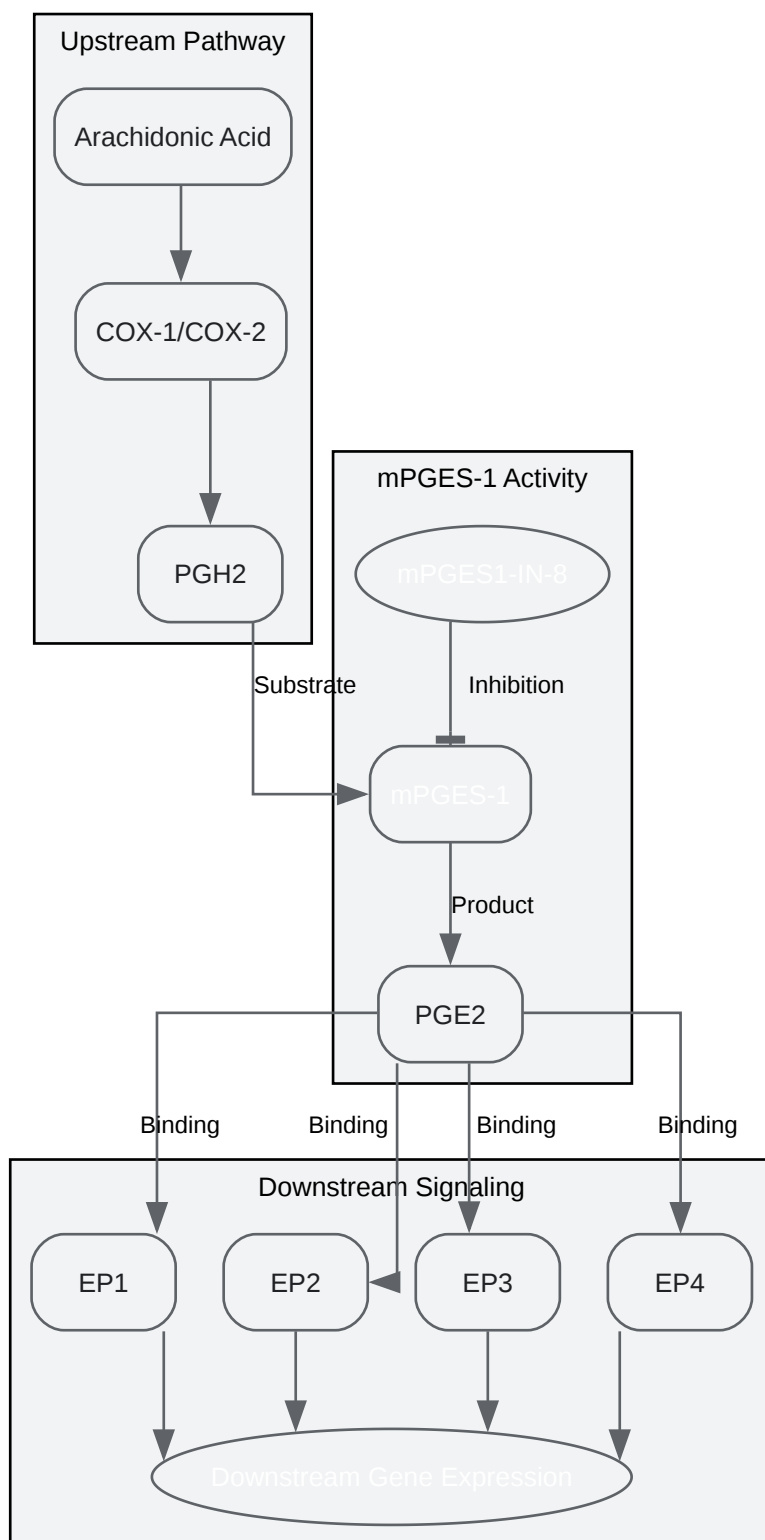 Upstream Pathway
Arachidonic Acid
COX-1/COX-2
PGH2
mPGES-1 Activity
mPGES1-IN-8
Substrate
Inhibition
mPGES-1
Product
PGE2
Binding
Binding
Binding
Binding
Downstream Signaling
EP1
EP2
EP3
EP4
Downstream Gene Expression